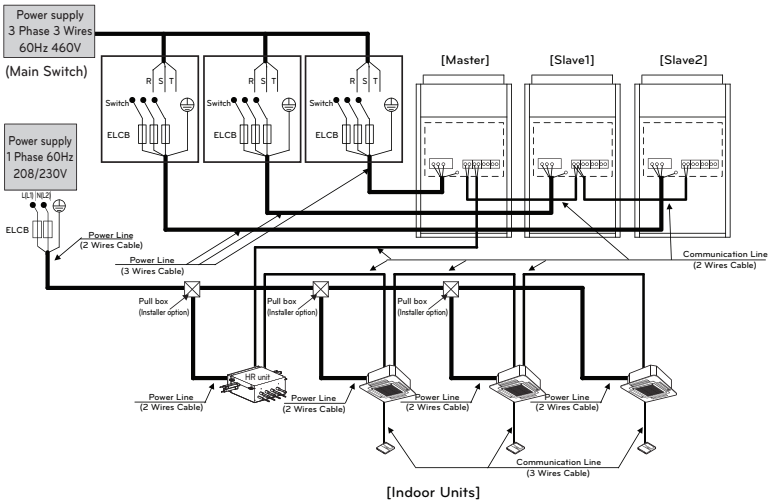 Power supply
3 Phase 3 Wires
60Hz 460V
(Main Switch)
[Master]
[Slave1]
[Slave2]
R S T
R S T
R S T
Switch
Switch
Switch
ELCB
ELCB
ELCB
Power supply
1 Phase 60Hz
208/230V
L(L1) N(L2)
ELCB
Power Line
(2 Wires Cable)
Power Line
(3 Wires Cable)
Communication Line
(2 Wires Cable)
Pull box
(Installer option)
Pull box
(Installer option)
Pull box
(Installer option)
HR unit
Power Line
(2 Wires Cable)
Power Line
(2 Wires Cable)
Power Line
(2 Wires Cable)
Power Line
(2 Wires Cable)
Communication Line
(3 Wires Cable)
[Indoor Units]